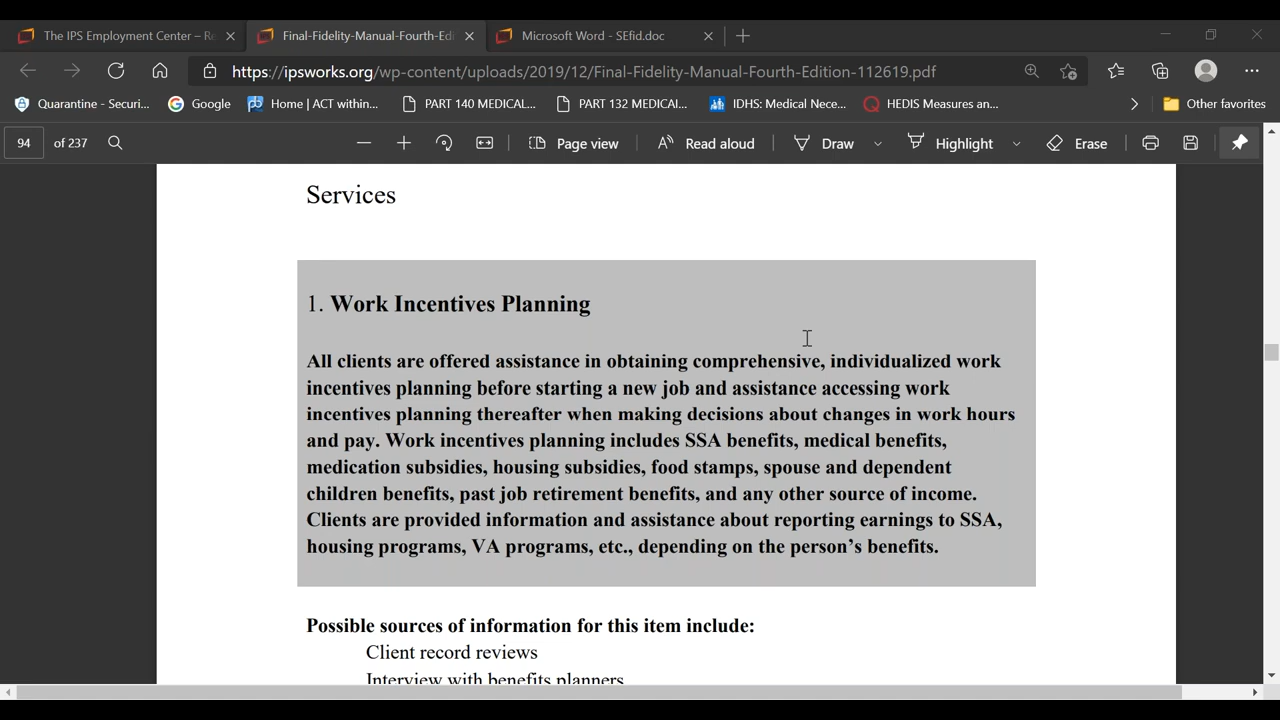 The IPS Employment Center – R
Final-Fidelity-Manual-Fourth-Edi
Microsoft Word - SEfid.doc
https://ipsworks.org/wp-content/uploads/2019/12/Final-Fidelity-Manual-Fourth-Edition-112619.pdf
Quarantine - Securi...
Google
Home | ACT within...
PART 140 MEDICAL...
PART 132 MEDICAI...
IDHS: Medical Nece...
HEDIS Measures an...
Other favorites
94 of 237
Page view
Read aloud
Draw
Highlight
Erase
Services
1. Work Incentives Planning
All clients are offered assistance in obtaining comprehensive, individualized work
incentives planning before starting a new job and assistance accessing work
incentives planning thereafter when making decisions about changes in work hours
and pay. Work incentives planning includes SSA benefits, medical benefits,
medication subsidies, housing subsidies, food stamps, spouse and dependent
children benefits, past job retirement benefits, and any other source of income.
Clients are provided information and assistance about reporting earnings to SSA,
housing programs, VA programs, etc., depending on the person's benefits.
Possible sources of information for this item include:
Client record reviews
Interview with benefits planners